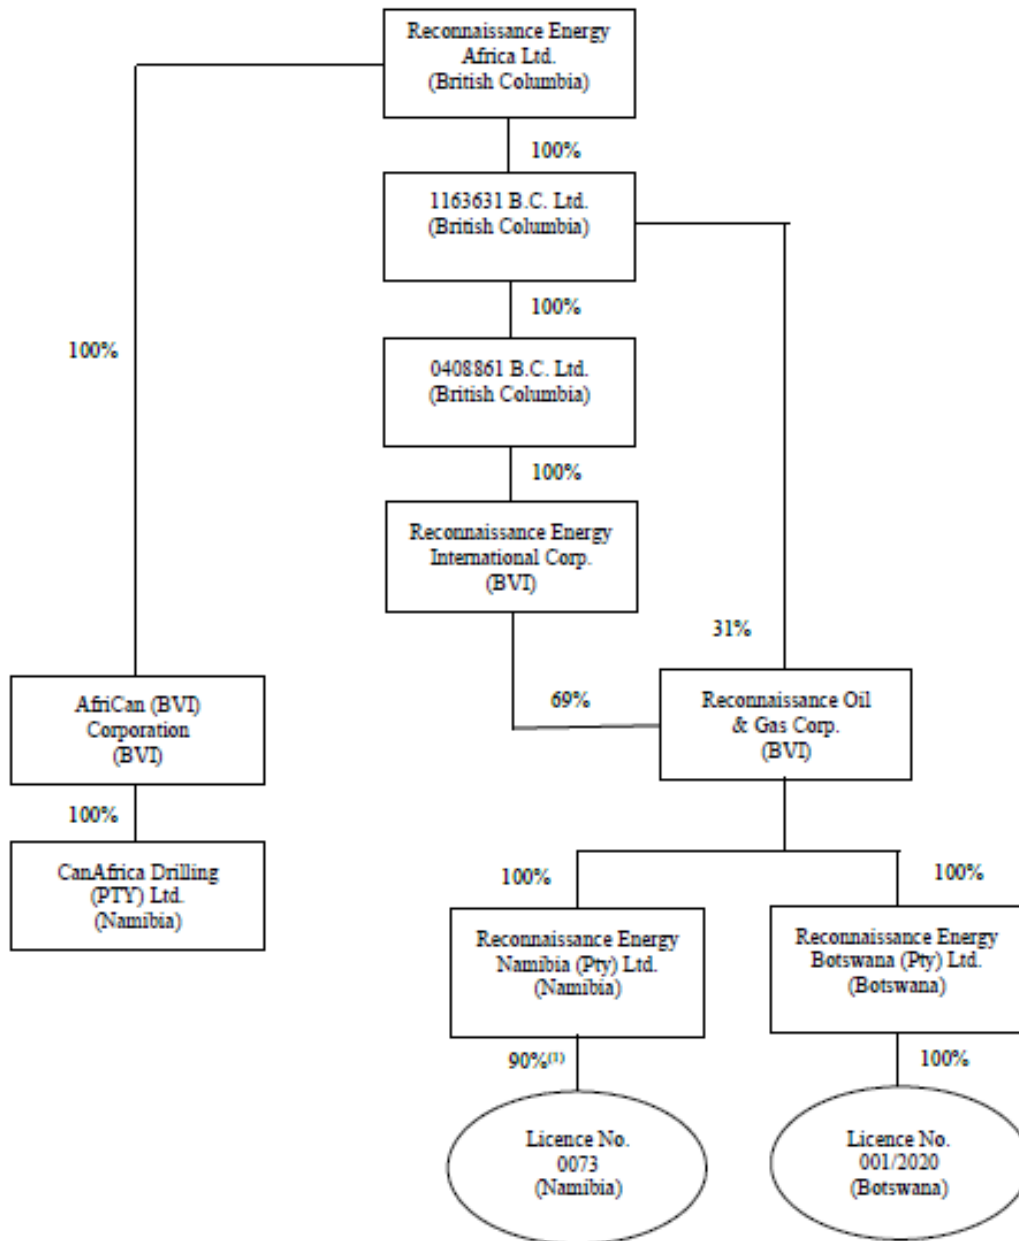 Reconnaissance Energy
Africa Ltd.
(British Columbia)
100%
1163631 B.C. Ltd.
(British Columbia)
100%
100%
0408861 B.C. Ltd.
(British Columbia)
100%
Reconnaissance Energy
International Corp.
(BVI)
31%
AfriCan (BVI)
Corporation
(BVI)
69%
Reconnaissance Oil
& Gas Corp.
(BVI)
100%
CanAfrica Drilling
(PTY) Ltd.
(Namibia)
100%
100%
Reconnaissance Energy
Namibia (Pty) Ltd.
(Namibia)
Reconnaissance Energy
Botswana (Pty) Ltd.
(Botswana)
90%(1)
100%
Licence No.
0073
(Namibia)
Licence No.
001/2020
(Botswana)